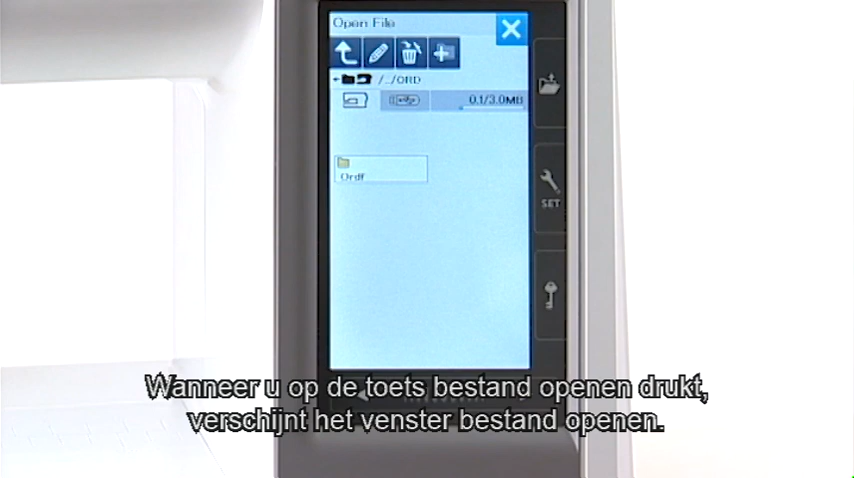 Open File
/../ORD
0.1/3.0MB
Ordf
SET
Wanneer u op de toets bestand openen drukt,
verschijnt het venster bestand openen.